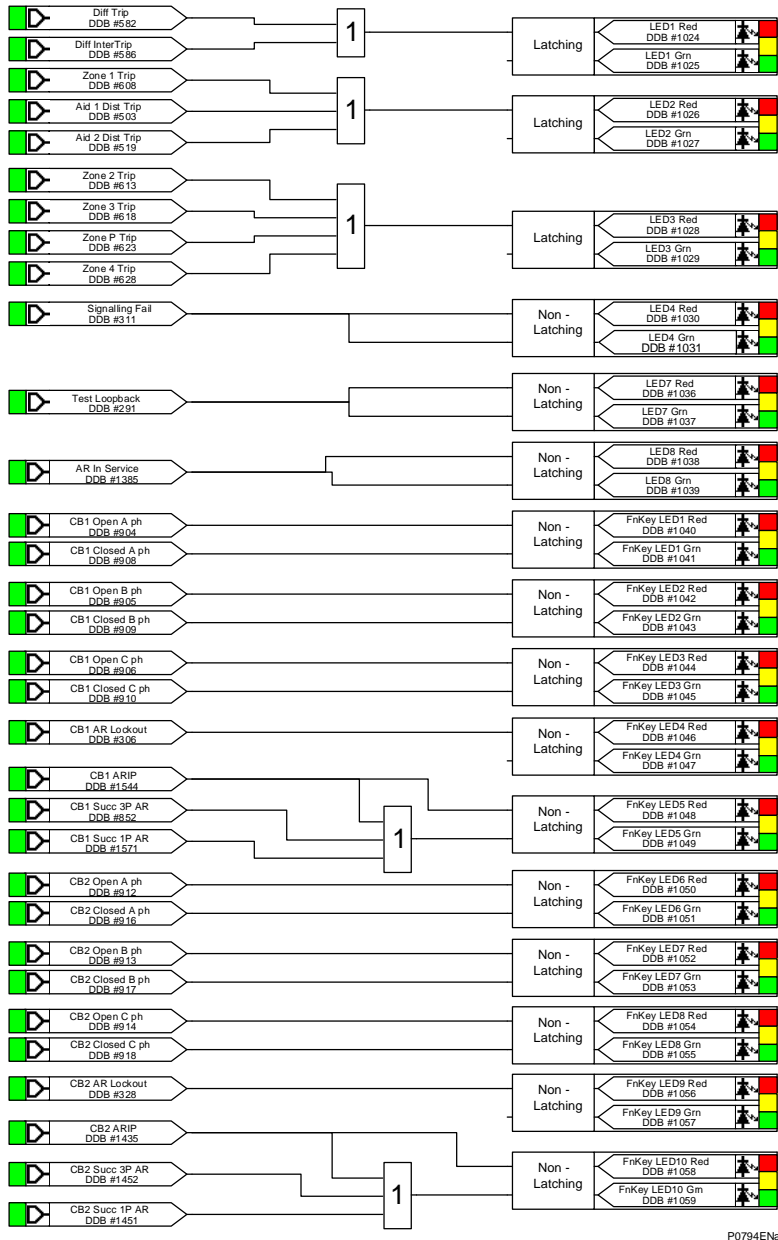 Diff Trip
DDB #582
Diff InterTrip
DDB #586
1
Latching
LED1 Red
DDB #1024
LED1 Grn
DDB #1025
Zone 1 Trip
DDB #608
Aid 1 Dist Trip
DDB #503
Aid 2 Dist Trip
DDB #519
1
Latching
LED2 Red
DDB #1026
LED2 Grn
DDB #1027
Zone 2 Trip
DDB #613
Zone 3 Trip
DDB #618
Zone P Trip
DDB #623
Zone 4 Trip
DDB #628
1
Latching
LED3 Red
DDB #1028
LED3 Grn
DDB #1029
Signalling Fail
DDB #311
Non -
Latching
LED4 Red
DDB #1030
LED4 Grn
DDB #1031
Test Loopback
DDB #291
Non -
Latching
LED7 Red
DDB #1036
LED7 Grn
DDB #1037
AR In Service
DDB #1385
Non -
Latching
LED8 Red
DDB #1038
LED8 Grn
DDB #1039
CB1 Open A ph
DDB #904
CB1 Closed A ph
DDB #908
Non -
Latching
FnKey LED1 Red
DDB #1040
FnKey LED1 Grn
DDB #1041
CB1 Open B ph
DDB #905
CB1 Closed B ph
DDB #909
Non -
Latching
FnKey LED2 Red
DDB #1042
FnKey LED2 Grn
DDB #1043
CB1 Open C ph
DDB #906
CB1 Closed C ph
DDB #910
Non -
Latching
FnKey LED3 Red
DDB #1044
FnKey LED3 Grn
DDB #1045
CB1 AR Lockout
DDB #306
Non -
Latching
FnKey LED4 Red
DDB #1046
FnKey LED4 Grn
DDB #1047
CB1 ARIP
DDB #1544
CB1 Succ 3P AR
DDB #852
CB1 Succ 1P AR
DDB #1571
1
Non -
Latching
FnKey LED5 Red
DDB #1048
FnKey LED5 Grn
DDB #1049
CB2 Open A ph
DDB #912
CB2 Closed A ph
DDB #916
Non -
Latching
FnKey LED6 Red
DDB #1050
FnKey LED6 Grn
DDB #1051
CB2 Open B ph
DDB #913
CB2 Closed B ph
DDB #917
Non -
Latching
FnKey LED7 Red
DDB #1052
FnKey LED7 Grn
DDB #1053
CB2 Open C ph
DDB #914
CB2 Closed C ph
DDB #918
Non -
Latching
FnKey LED8 Red
DDB #1054
FnKey LED8 Grn
DDB #1055
CB2 AR Lockout
DDB #328
Non -
Latching
FnKey LED9 Red
DDB #1056
FnKey LED9 Grn
DDB #1057
CB2 ARIP
DDB #1435
CB2 Succ 3P AR
DDB #1452
CB2 Succ 1P AR
DDB #1451
1
Non -
Latching
FnKey LED10 Red
DDB #1058
FnKey LED10 Grn
DDB #1059
P0794ENa